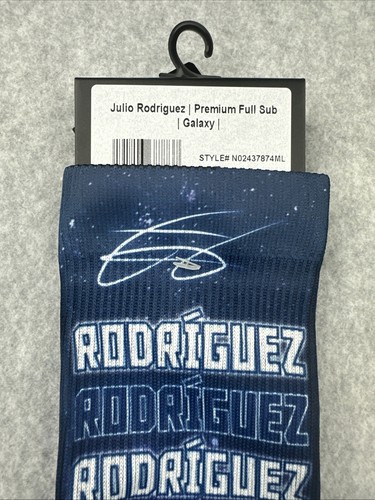 Julio Rodriguez | Premium Full Sub
| Galaxy |
STYLE# N02437874ML
RODRÍGUEZ
RODRÍGUEZ
RODRÍGUEZ